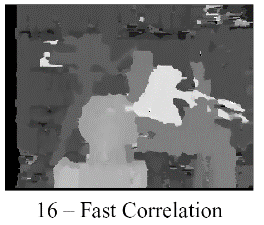 16 – Fast Correlation